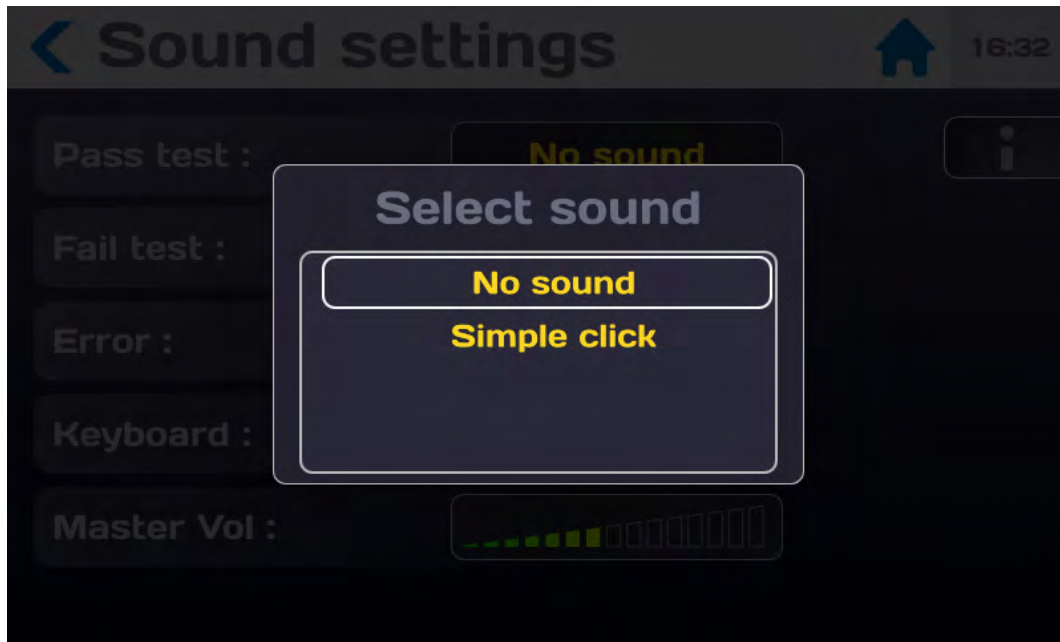 Sound settings
16:32
Pass test :
No sound
Select sound
Fail test :
No sound
Simple click
Error :
Keyboard :
Master Vol :